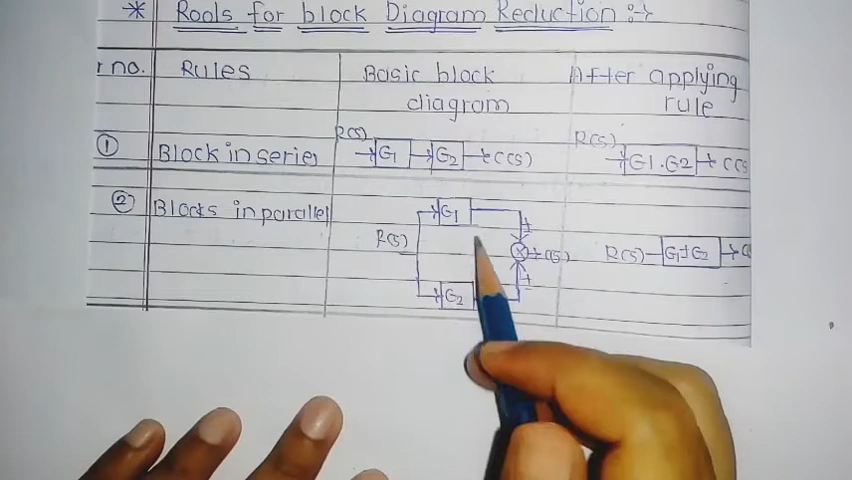 * Rools for block Diagram Reduction :→
r no. Rules Basic block diagram After applying rule
① Block in series R(s) G1 G2 C(s) R(s) G1.G2 C(s
② Blocks in parallel R(s) G1 G2 + + C(s) R(s) G1+G2 C